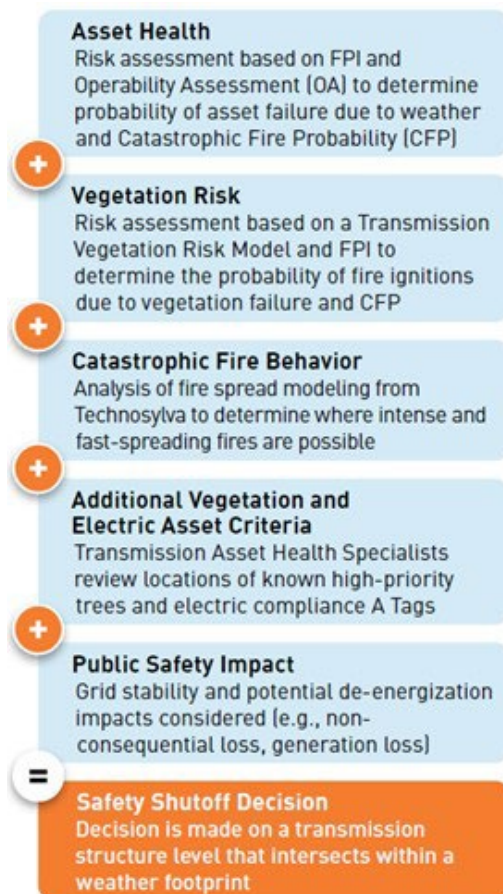 Asset Health
Risk assessment based on FPI and
Operability Assessment (OA) to determine
probability of asset failure due to weather
and Catastrophic Fire Probability (CFP)
+
Vegetation Risk
Risk assessment based on a Transmission
Vegetation Risk Model and FPI to
determine the probability of fire ignitions
due to vegetation failure and CFP
+
Catastrophic Fire Behavior
Analysis of fire spread modeling from
Technosylva to determine where intense and
fast-spreading fires are possible
+
Additional Vegetation and
Electric Asset Criteria
Transmission Asset Health Specialists
review locations of known high-priority
trees and electric compliance A Tags
+
Public Safety Impact
Grid stability and potential de-energization
impacts considered (e.g., non-
consequential loss, generation loss)
=
Safety Shutoff Decision
Decision is made on a transmission
structure level that intersects within a
weather footprint